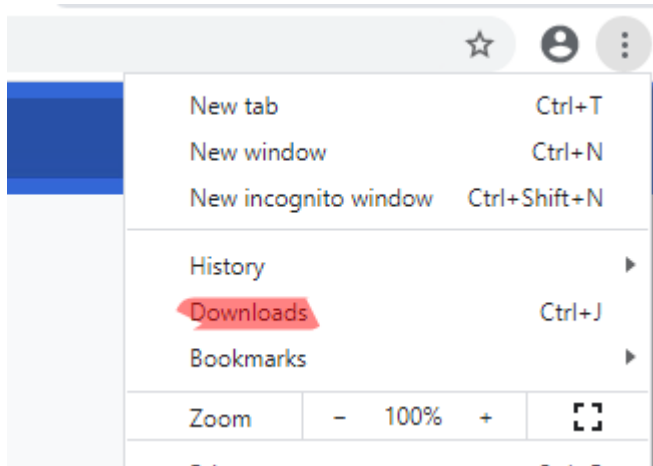 New tab Ctrl+T
New window Ctrl+N
New incognito window Ctrl+Shift+N
History
Downloads Ctrl+J
Bookmarks
Zoom - 100% +